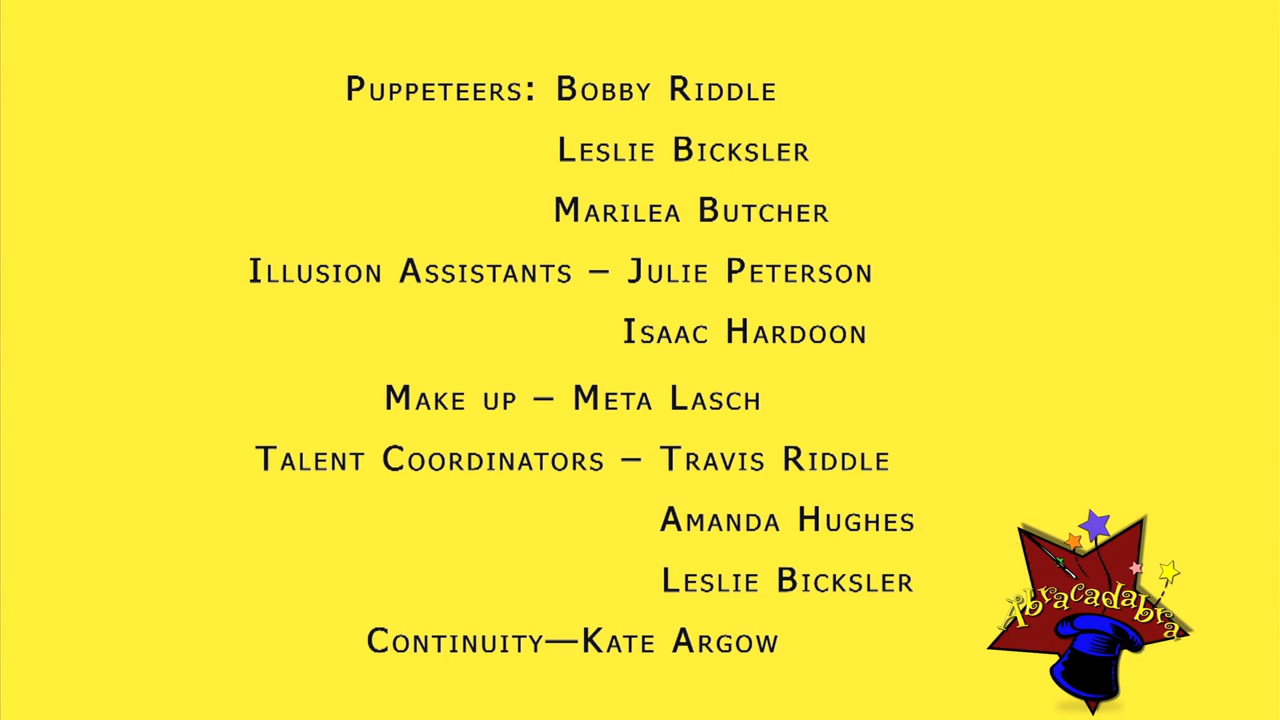 Puppeteers: Bobby Riddle
Leslie Bicksler
Marilea Butcher
Illusion Assistants – Julie Peterson
Isaac Hardoon
Make up – Meta Lasch
Talent Coordinators – Travis Riddle
Amanda Hughes
Leslie Bicksler
Continuity—Kate Argow
Abracadabra